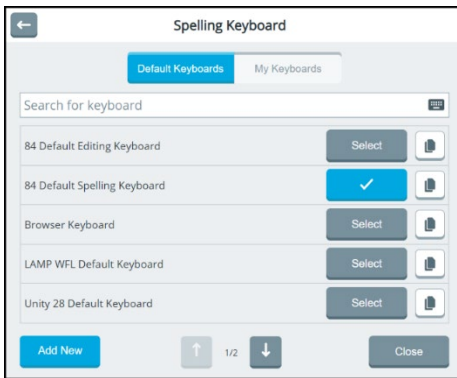 Spelling Keyboard
Default Keyboards My Keyboards
Search for keyboard
84 Default Editing Keyboard Select
84 Default Spelling Keyboard
Browser Keyboard Select
LAMP WFL Default Keyboard Select
Unity 28 Default Keyboard Select
Add New 1/2 Close